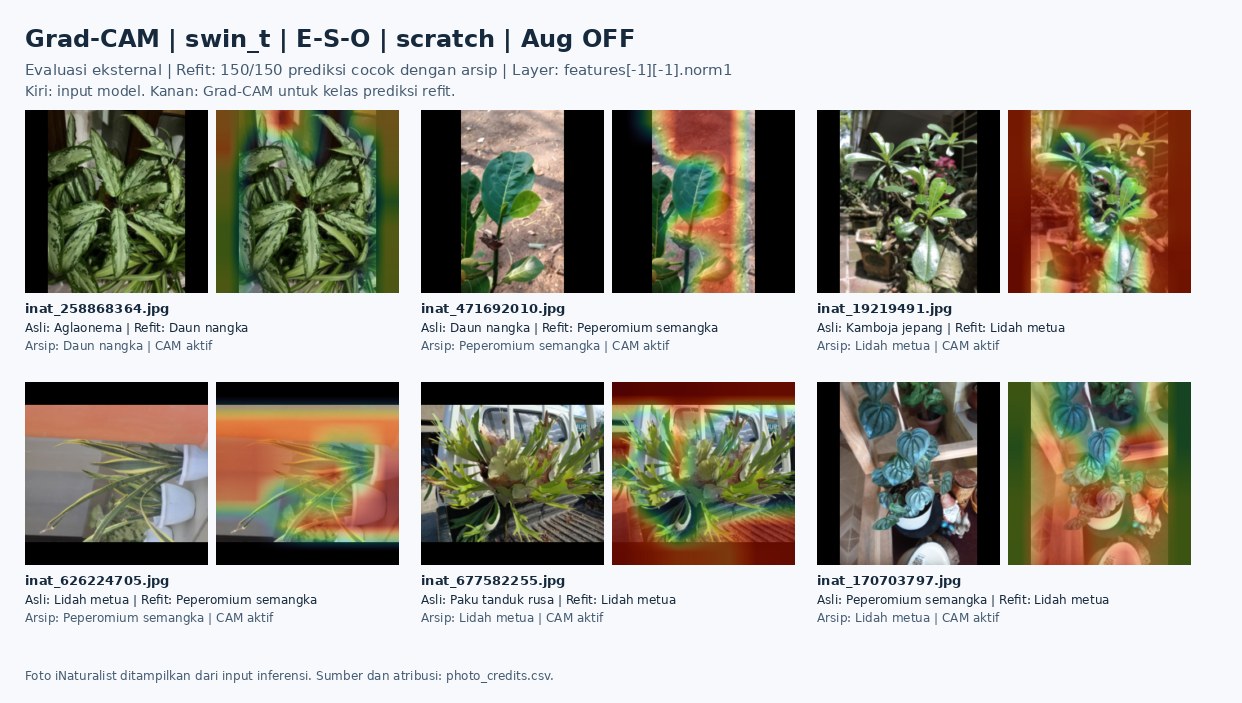 Grad-CAM | swin_t | E-S-O | scratch | Aug OFF
Evaluasi eksternal | Refit: 150/150 prediksi cocok dengan arsip | Layer: features[-1][-1].norm1
Kiri: input model. Kanan: Grad-CAM untuk kelas prediksi refit.
inat_258868364.jpg
Asli: Aglaonema | Refit: Daun nangka
Arsip: Daun nangka | CAM aktif
inat_471692010.jpg
Asli: Daun nangka | Refit: Peperomium semangka
Arsip: Peperomium semangka | CAM aktif
inat_19219491.jpg
Asli: Kamboja jepang | Refit: Lidah metua
Arsip: Lidah metua | CAM aktif
inat_626224705.jpg
Asli: Lidah metua | Refit: Peperomium semangka
Arsip: Peperomium semangka | CAM aktif
inat_677582255.jpg
Asli: Paku tanduk rusa | Refit: Lidah metua
Arsip: Lidah metua | CAM aktif
inat_170703797.jpg
Asli: Peperomium semangka | Refit: Lidah metua
Arsip: Lidah metua | CAM aktif
Foto iNaturalist ditampilkan dari input inferensi. Sumber dan atribusi: photo_credits.csv.